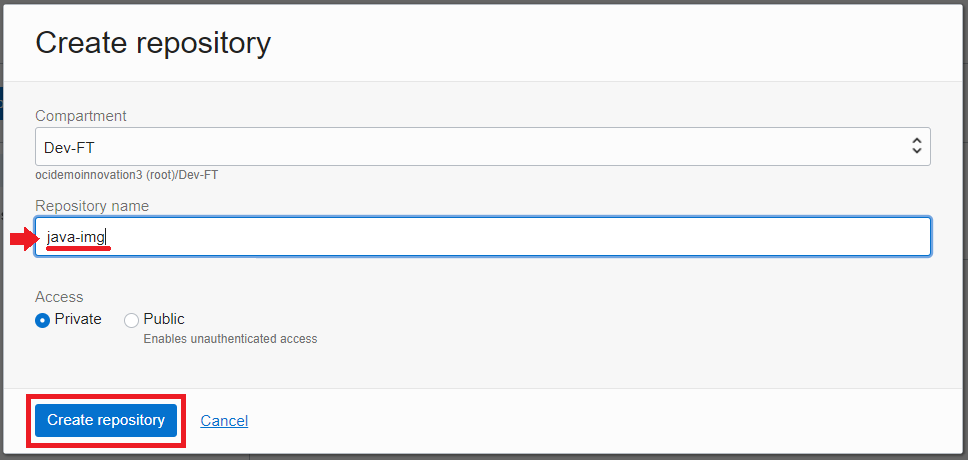 Create repository
Compartment
Dev-FT
ocidemoinnovation3 (root)/Dev-FT
Repository name
java-img
Access
Private Public
Enables unauthenticated access
Create repository Cancel